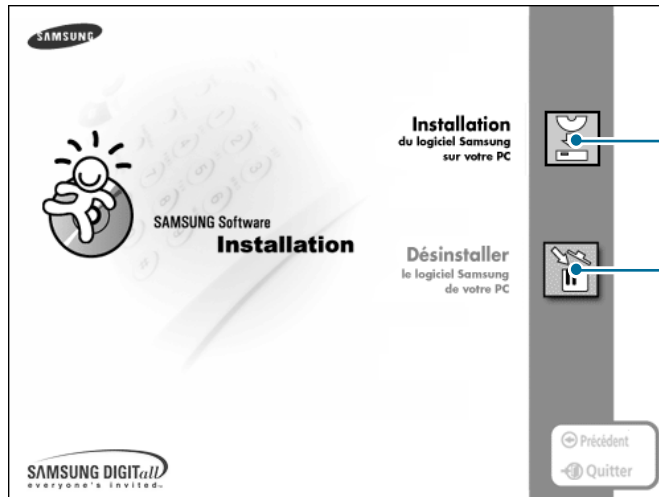 SAMSUNG
Installation
du logiciel Samsung
sur votre PC
SAMSUNG Software
Installation
Désinstaller
le logiciel Samsung
de votre PC
Précédent
Quitter
SAMSUNG DIGITall
everyone's invited™